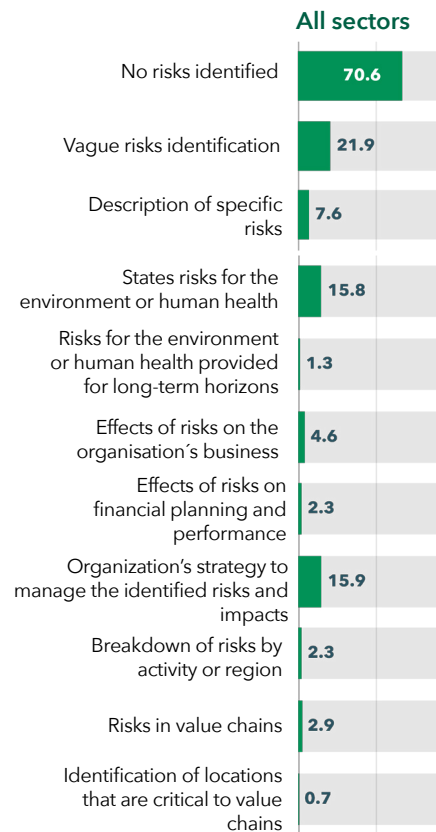 All sectors
No risks identified
70.6
Vague risks identification
21.9
Description of specific
risks
7.6
States risks for the
environment or human health
15.8
Risks for the environment
or human health provided
for long-term horizons
1.3
Effects of risks on the
organisation´s business
4.6
Effects of risks on
financial planning and
performance
2.3
Organization’s strategy to
manage the identified risks and
impacts
15.9
Breakdown of risks by
activity or region
2.3
Risks in value chains
2.9
Identification of locations
that are critical to value
chains
0.7